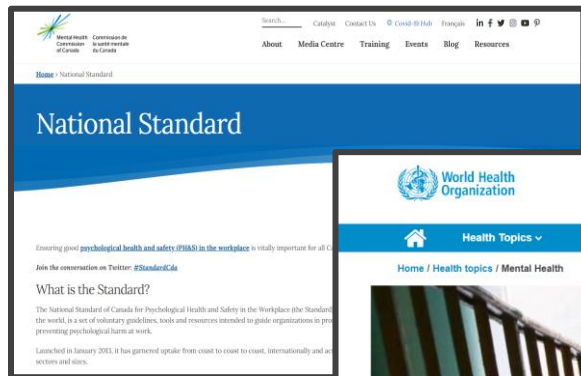 Mental Health
Commission
of Canada
Commission de
la santé mentale
du Canada
Search...
Catalyst
Contact Us
Covid-19 Hub
Français
About
Media Centre
Training
Events
Blog
Resources
Home › National Standard
National Standard
Ensuring good psychological health and safety (PH&S) in the workplace is vitally important for all
Join the conversation on Twitter: #StandardCda
What is the Standard?
The National Standard of Canada for Psychological Health and Safety in the Workplace (the Standard
the world, is a set of voluntary guidelines, tools and resources intended to guide organizations in
preventing psychological harm at work.
Launched in January 2013, it has garnered uptake from coast to coast to coast, internationally and
sectors and sizes.
World Health
Organization
Health Topics
Home / Health topics / Mental Health